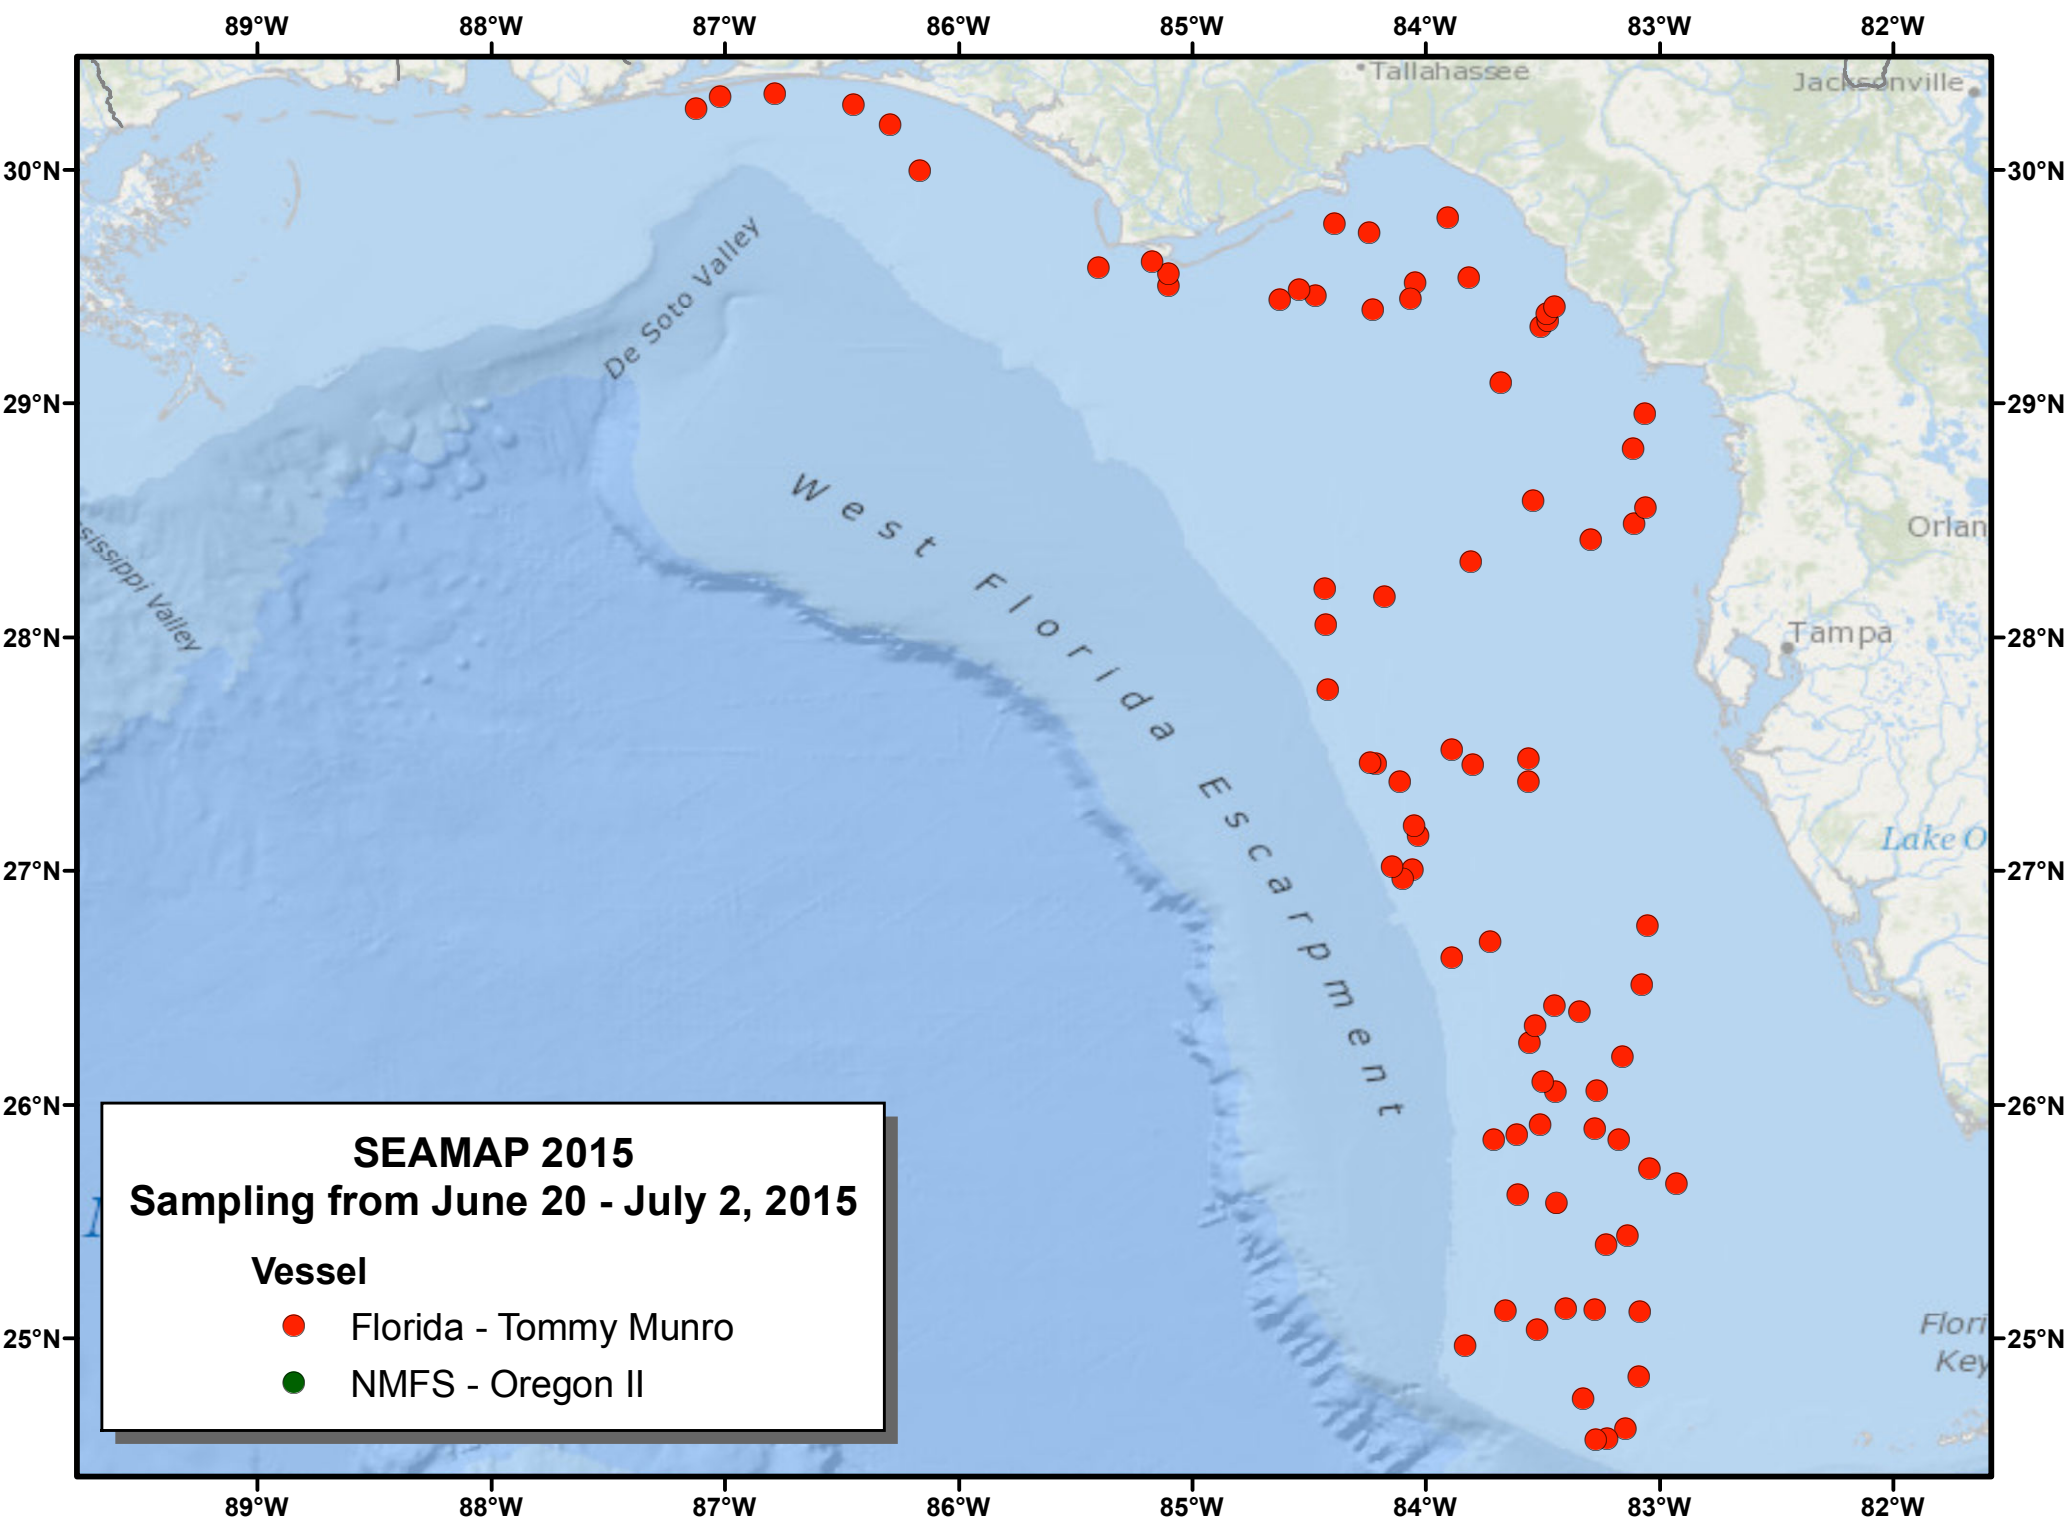 89°W 88°W 87°W 86°W 85°W 84°W 83°W 82°W
Tallahassee
Jacksonville
30°N 30°N
De Soto Valley
29°N 29°N
West Florida Escarpment
Orlan
sissippi Valley
28°N 28°N
Tampa
Lake O
27°N 27°N
26°N 26°N
SEAMAP 2015
Sampling from June 20 - July 2, 2015
Vessel
Florida - Tommy Munro
NMFS - Oregon II
25°N 25°N
Flori
Key
89°W 88°W 87°W 86°W 85°W 84°W 83°W 82°W